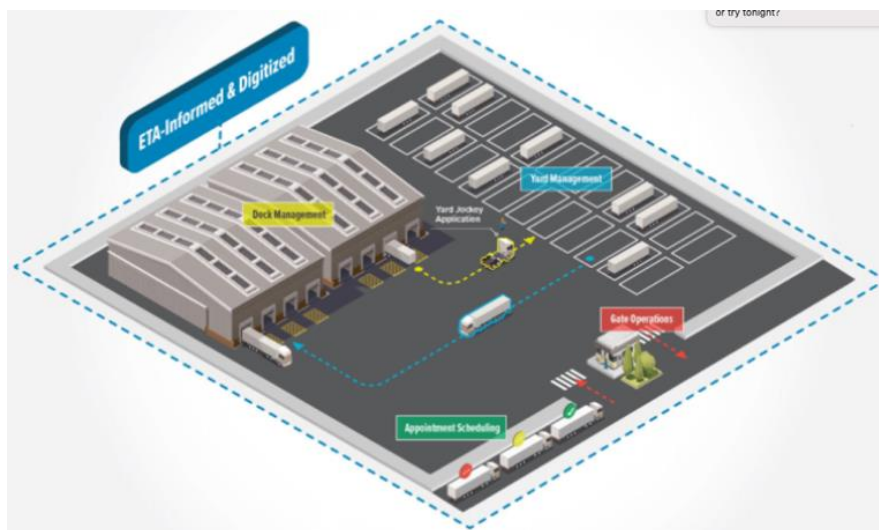 or try tonight?
ETA-Informed & Digitized
Yard Management
Dock Management
Yard Jockey
Application
Gate Operations
Appointment Scheduling